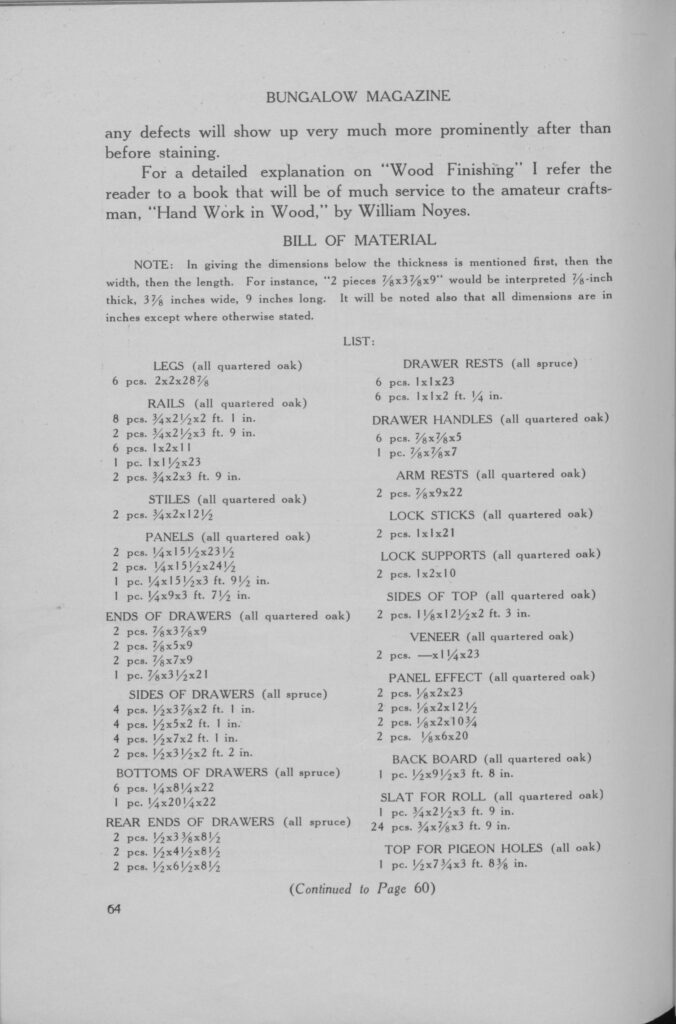 BUNGALOW MAGAZINE
any defects will show up very much more prominently after than
before staining.
For a detailed explanation on "Wood Finishing" I refer the
reader to a book that will be of much service to the amateur crafts-
man, "Hand Work in Wood," by William Noyes.
BILL OF MATERIAL
NOTE: In giving the dimensions below the thickness is mentioned first, then the
width, then the length. For instance, "2 pieces ⅞x3⅞x9" would be interpreted ⅞-inch
thick, 3⅞ inches wide, 9 inches long. It will be noted also that all dimensions are in
inches except where otherwise stated.
LIST:
LEGS (all quartered oak)
6 pcs. 2x2x28⅞
RAILS (all quartered oak)
8 pcs. ¾x2½x2 ft. 1 in.
2 pcs. ¾x2½x3 ft. 9 in.
6 pcs. 1x2x11
1 pc. 1x1½x23
2 pcs. ¾x2x3 ft. 9 in.
STILES (all quartered oak)
2 pcs. ¾x2x12½
PANELS (all quartered oak)
2 pcs. ¼x15½x23½
2 pcs. ¼x15½x24½
1 pc. ¼x15½x3 ft. 9½ in.
1 pc. ¼x9x3 ft. 7½ in.
ENDS OF DRAWERS (all quartered oak)
2 pcs. ⅞x3⅞x9
2 pcs. ⅞x5x9
2 pcs. ⅞x7x9
1 pc. ⅞x3½x21
SIDES OF DRAWERS (all spruce)
4 pcs. ½x3⅞x2 ft. 1 in.
4 pcs. ½x5x2 ft. 1 in.
4 pcs. ½x7x2 ft. 1 in.
2 pcs. ½x3½x2 ft. 2 in.
BOTTOMS OF DRAWERS (all spruce)
6 pcs. ¼x8¼x22
1 pc. ¼x20¼x22
REAR ENDS OF DRAWERS (all spruce)
2 pcs. ½x3⅜x8½
2 pcs. ½x4½x8½
2 pcs. ½x6½x8½
DRAWER RESTS (all spruce)
6 pcs. 1x1x23
6 pcs. 1x1x2 ft. ¼ in.
DRAWER HANDLES (all quartered oak)
6 pcs. ⅞x⅞x5
1 pc. ⅞x⅞x7
ARM RESTS (all quartered oak)
2 pcs. ⅞x9x22
LOCK STICKS (all quartered oak)
2 pcs. 1x1x21
LOCK SUPPORTS (all quartered oak)
2 pcs. 1x2x10
SIDES OF TOP (all quartered oak)
2 pcs. 1⅛x12½x2 ft. 3 in.
VENEER (all quartered oak)
2 pcs. —x1¼x23
PANEL EFFECT (all quartered oak)
2 pcs. ⅛x2x23
2 pcs. ⅛x2x12½
2 pcs. ⅛x2x10¾
2 pcs. ⅛x6x20
BACK BOARD (all quartered oak)
1 pc. ½x9½x3 ft. 8 in.
SLAT FOR ROLL (all quartered oak)
1 pc. ¾x2½x3 ft. 9 in.
24 pcs. ¾x⅞x3 ft. 9 in.
TOP FOR PIGEON HOLES (all oak)
1 pc. ½x7¾x3 ft. 8⅜ in.
(Continued to Page 60)
64